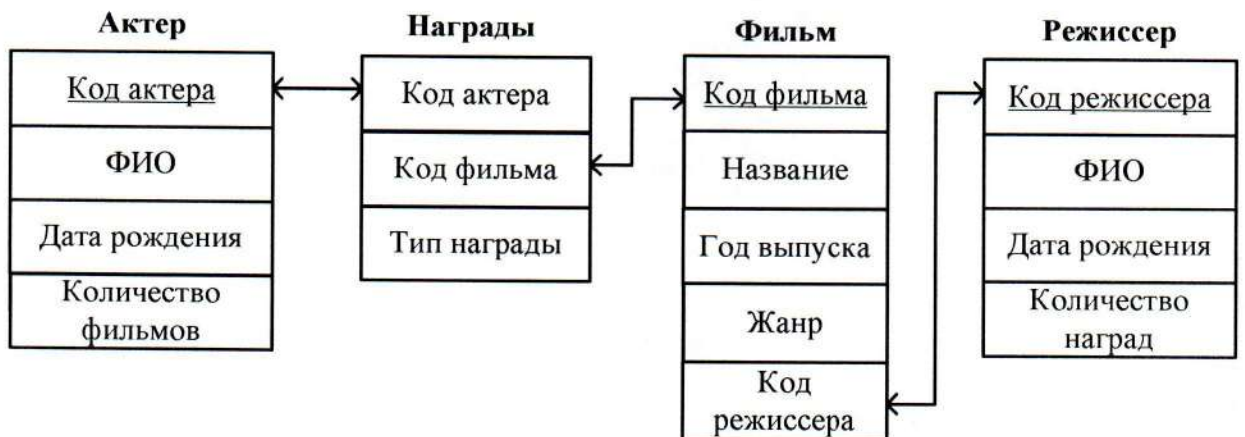 Актер
Код актера
ФИО
Дата рождения
Количество
фильмов
Награды
Код актера
Код фильма
Тип награды
Фильм
Код фильма
Название
Год выпуска
Жанр
Код
режиссера
Режиссер
Код режиссера
ФИО
Дата рождения
Количество
наград